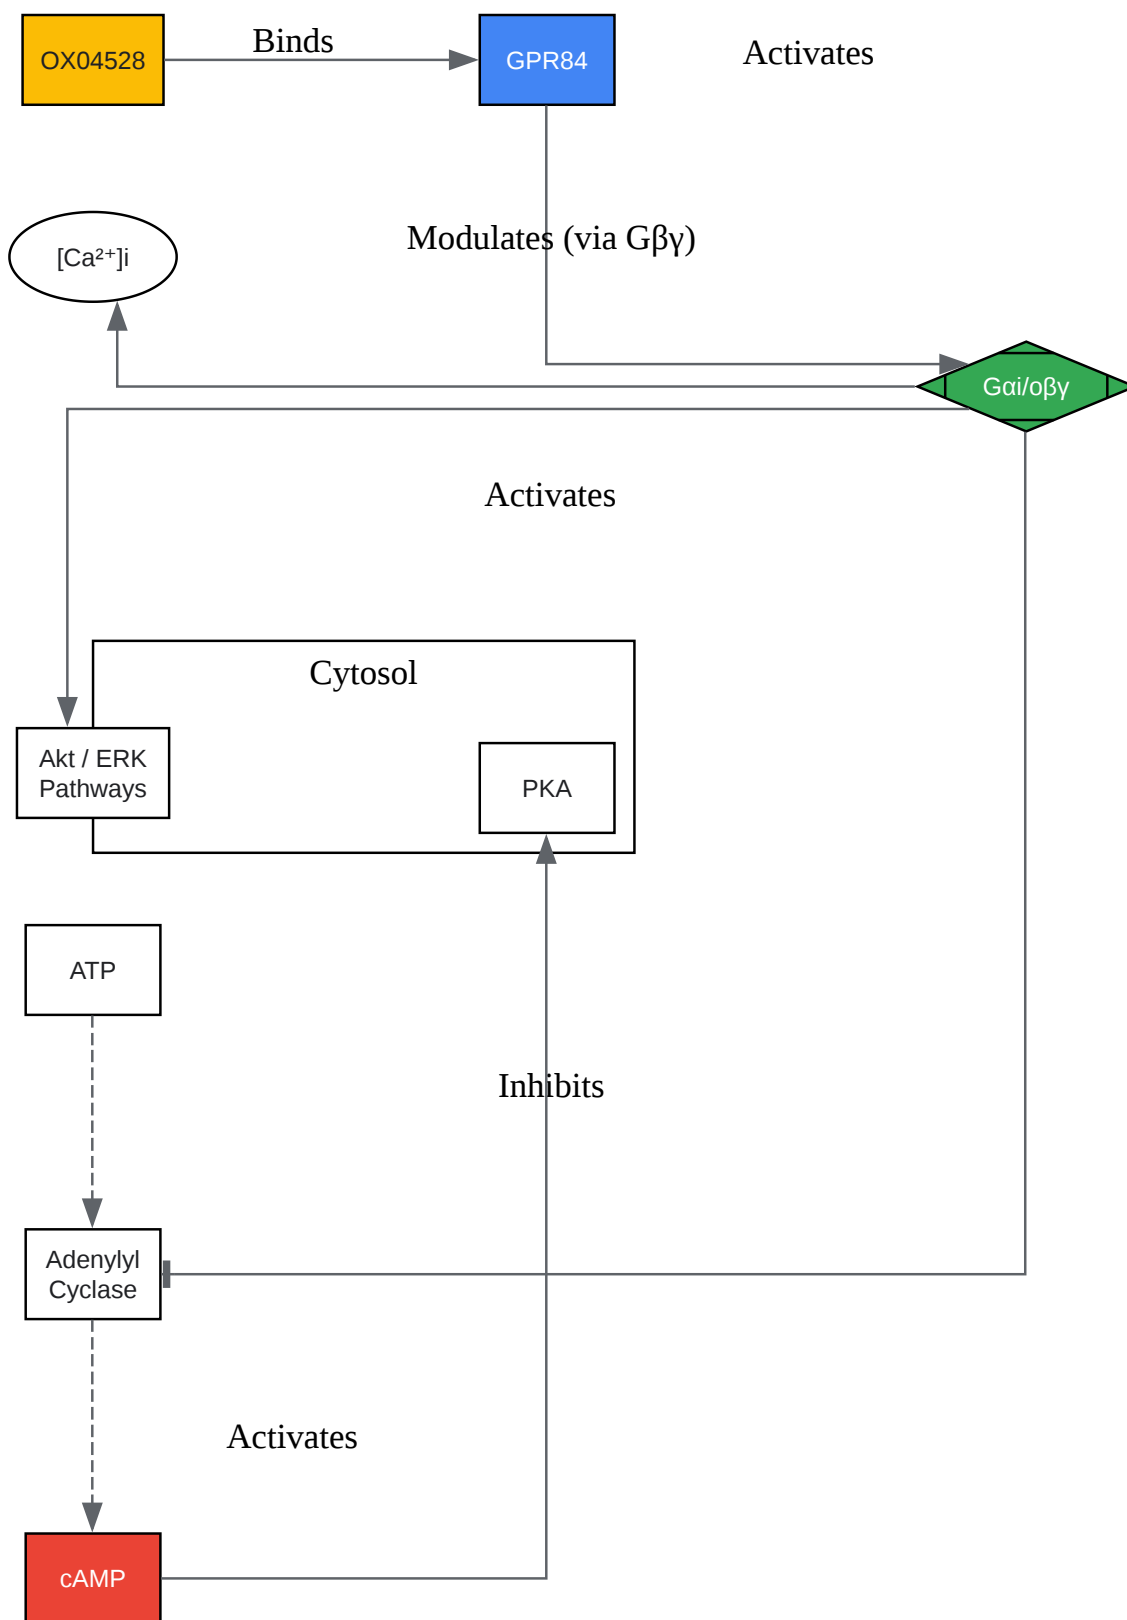 OX04528
Binds
GPR84
Activates
Modulates (via Gβγ)
[Ca²⁺]i
Gαi/oβγ
Activates
Cytosol
Akt / ERK
Pathways
PKA
ATP
Inhibits
Adenylyl
Cyclase
Activates
cAMP